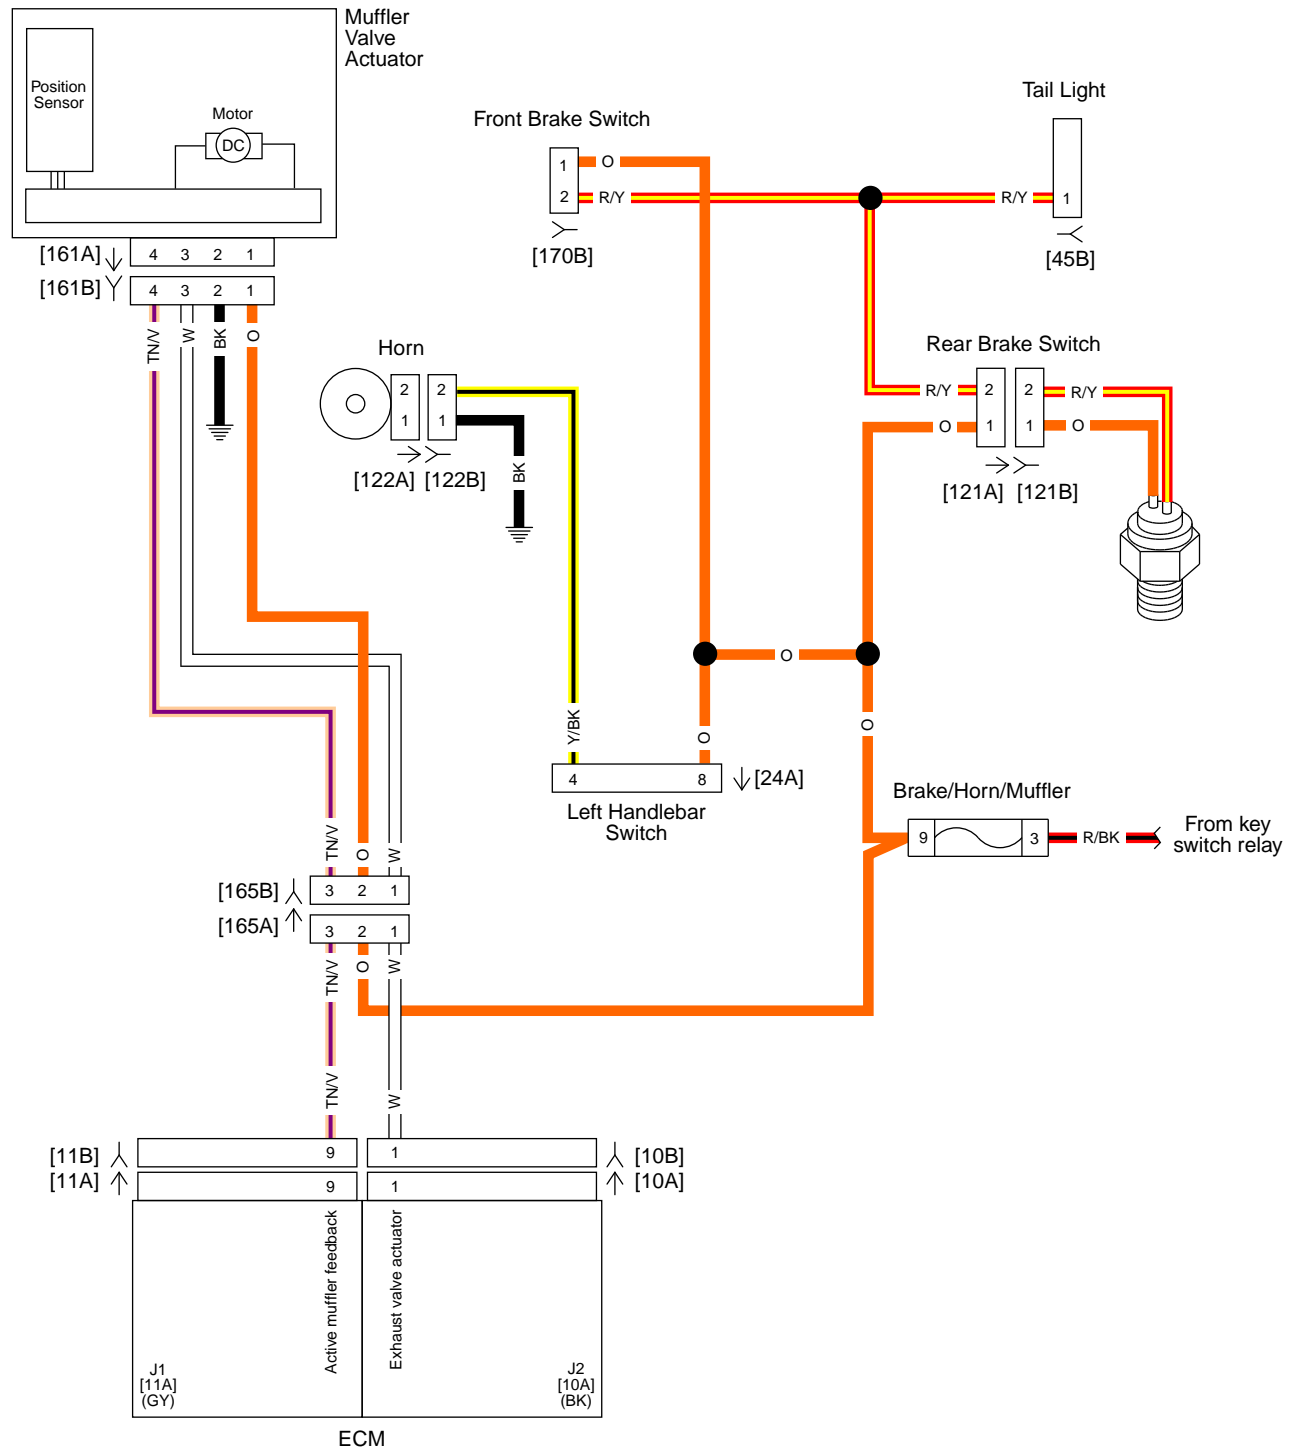 Muffler
Valve
Actuator
Position
Sensor
Motor
DC
[161A]
4 3 2 1
[161B]
4 3 2 1
TN/V
W
BK
O
Front Brake Switch
1
O
2
R/Y
[170B]
Tail Light
R/Y
1
[45B]
Horn
2 2
1 1
[122A] [122B]
BK
Rear Brake Switch
R/Y
2 2
R/Y
O
1 1
O
[121A] [121B]
O
O
O
Y/BK
4 8
[24A]
Left Handlebar
Switch
Brake/Horn/Muffler
9 3
R/BK
From key
switch relay
TN/V
O
W
[165B]
3 2 1
[165A]
3 2 1
TN/V
O
W
TN/V
W
[11B]
9 1
[10B]
[11A]
9 1
[10A]
Active muffler feedback
Exhaust valve actuator
J1
[11A]
(GY)
J2
[10A]
(BK)
ECM